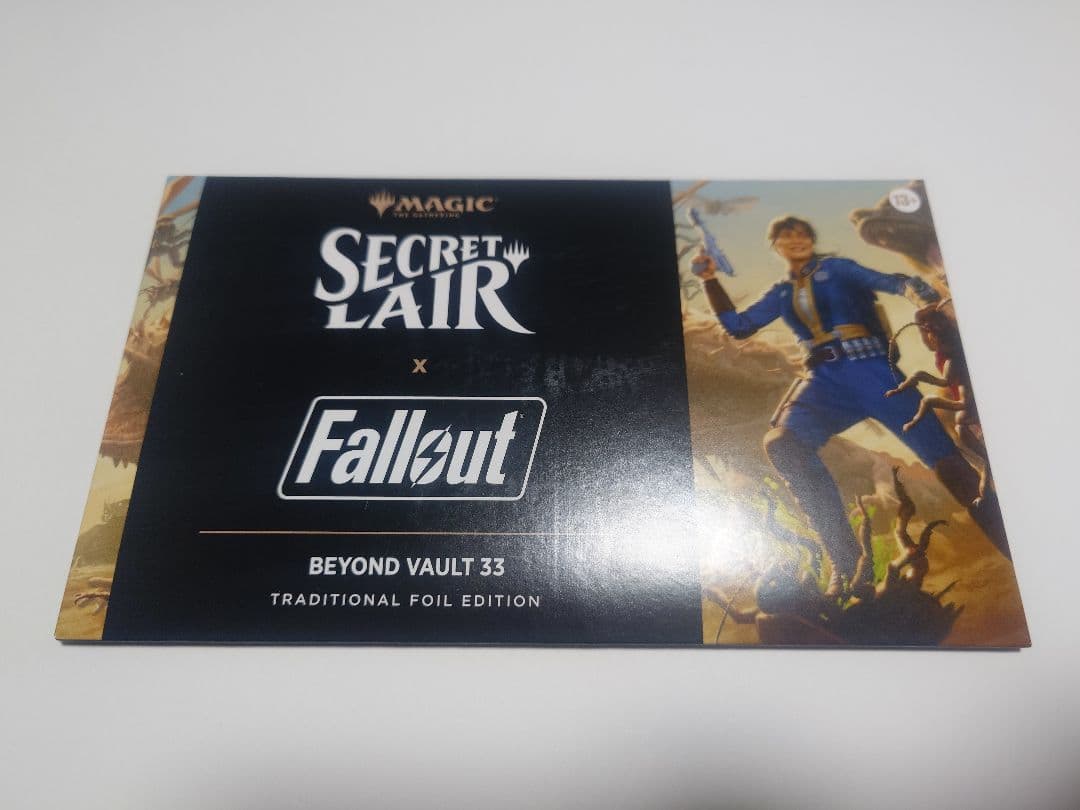 MAGIC
THE GATHERING
SECRET
LAIR
x
Fallout
BEYOND VAULT 33
TRADITIONAL FOIL EDITION
13+